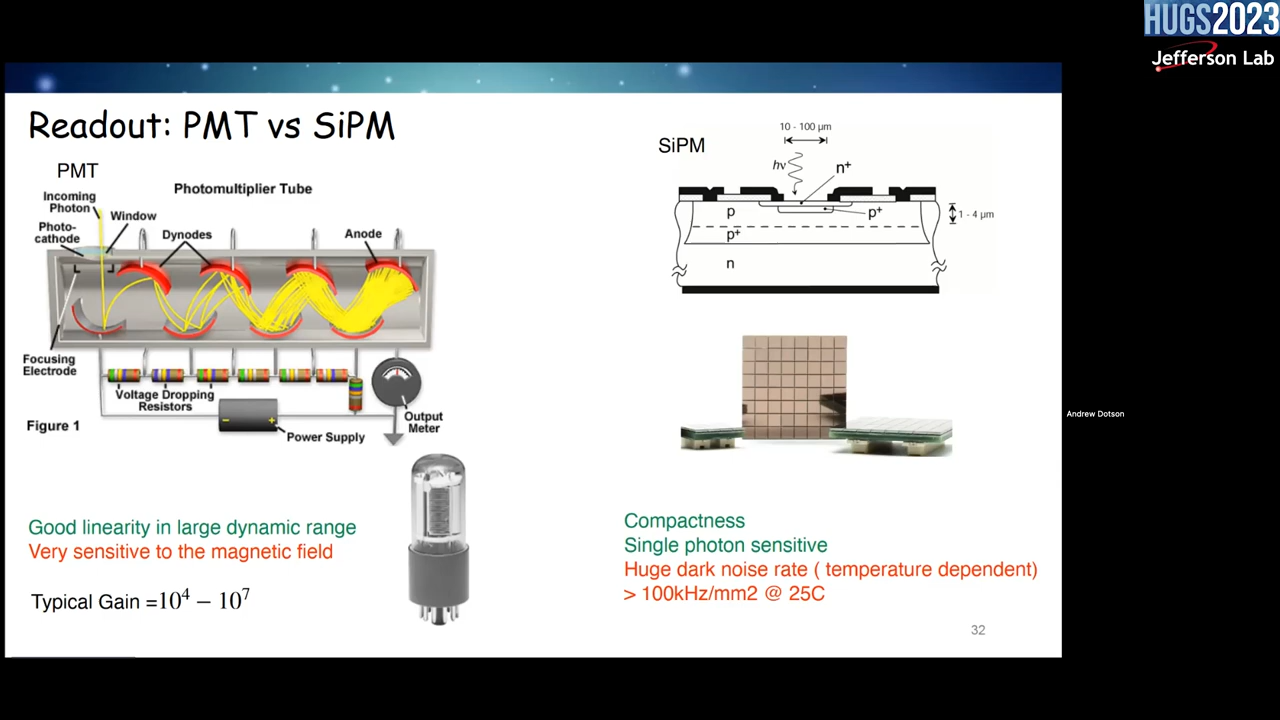 HUGS2023
Jefferson Lab
Readout: PMT vs SiPM
PMT
Photomultiplier Tube
Incoming
Photon
Window
Photo-
cathode
Dynodes
Anode
Focusing
Electrode
Voltage Dropping
Resistors
Figure 1
Power Supply
Output
Meter
Good linearity in large dynamic range
Very sensitive to the magnetic field
Typical Gain =10⁴ − 10⁷
SiPM
10 - 100 µm
hν
n⁺
p
p⁺
1 - 4 µm
p⁺
n
Compactness
Single photon sensitive
Huge dark noise rate ( temperature dependent)
> 100kHz/mm2 @ 25C
32
Andrew Dotson